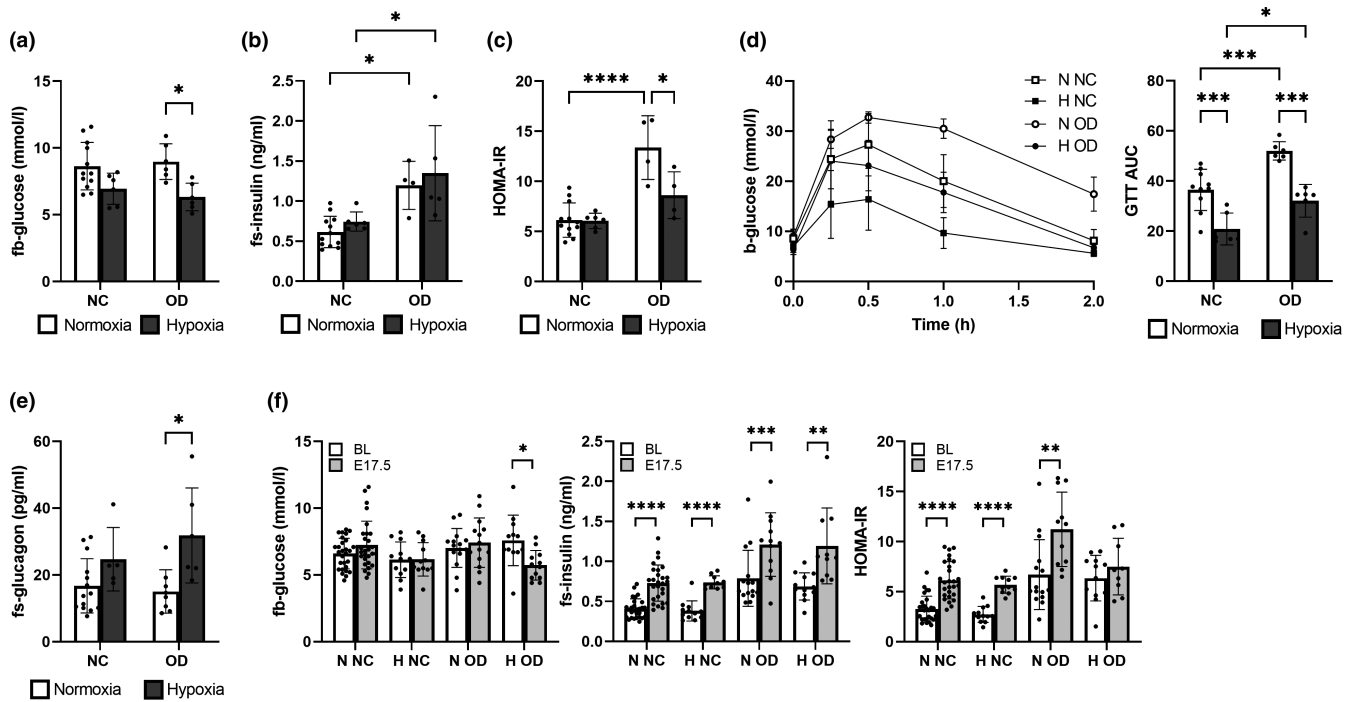 (a)
fb-glucose (mmol/l)
15
10
5
0
*
NC
OD
Normoxia
Hypoxia
(b)
fs-insulin (ng/ml)
2.5
2.0
1.5
1.0
0.5
0.0
*
*
NC
OD
Normoxia
Hypoxia
(c)
HOMA-IR
20
15
10
5
0
****
*
NC
OD
Normoxia
Hypoxia
(d)
b-glucose (mmol/l)
40
30
20
10
0
0.0
0.5
1.0
1.5
2.0
Time (h)
N NC
H NC
N OD
H OD
GTT AUC
80
60
40
20
0
*
***
***
***
NC
OD
Normoxia
Hypoxia
(e)
fs-glucagon (pg/ml)
60
40
20
0
*
NC
OD
Normoxia
Hypoxia
(f)
fb-glucose (mmol/l)
15
10
5
0
BL
E17.5
*
N NC
H NC
N OD
H OD
fs-insulin (ng/ml)
2.5
2.0
1.5
1.0
0.5
0.0
BL
E17.5
****
****
***
**
N NC
H NC
N OD
H OD
HOMA-IR
20
15
10
5
0
BL
E17.5
****
****
**
N NC
H NC
N OD
H OD